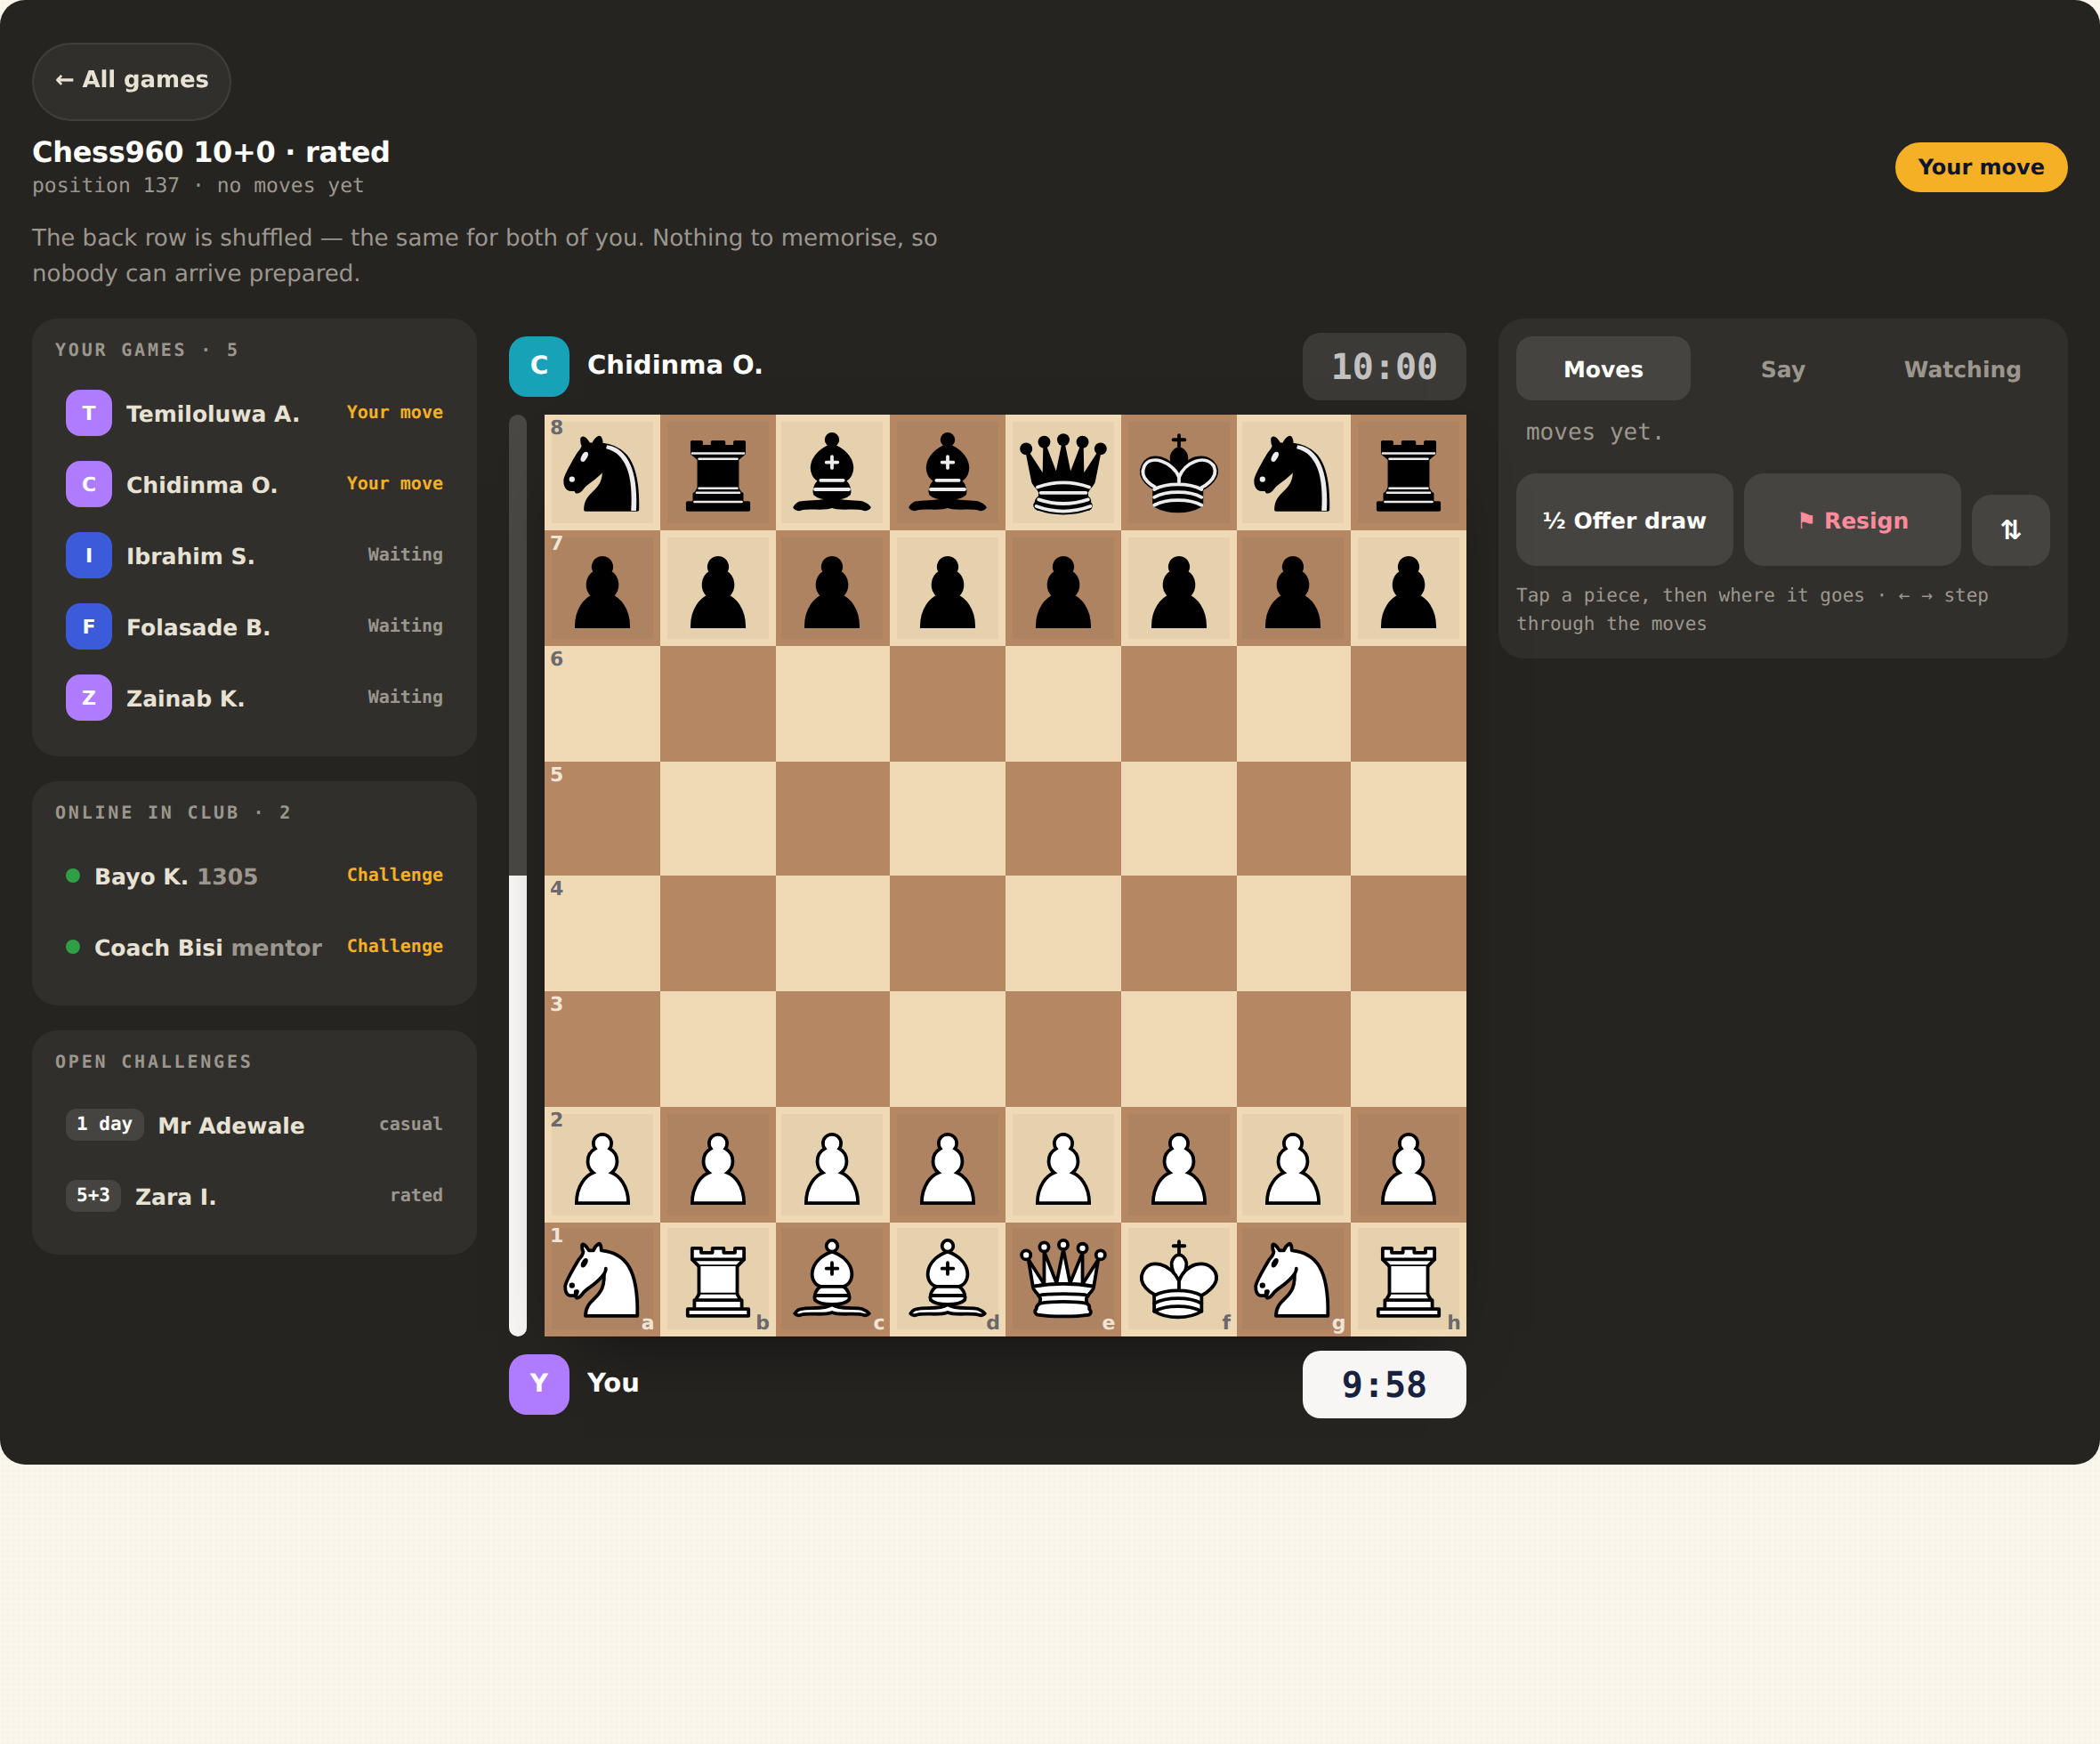 ← All games
Chess960 10+0 · rated
position 137 · no moves yet
Your move
The back row is shuffled — the same for both of you. Nothing to memorise, so
nobody can arrive prepared.
YOUR GAMES · 5
T Temiloluwa A. Your move
C Chidinma O. Your move
I Ibrahim S. Waiting
F Folasade B. Waiting
Z Zainab K. Waiting
ONLINE IN CLUB · 2
Bayo K. 1305 Challenge
Coach Bisi mentor Challenge
OPEN CHALLENGES
1 day Mr Adewale casual
5+3 Zara I. rated
C Chidinma O. 10:00
8
7
6
5
4
3
2
1
a b c d e f g h
Y You 9:58
Moves Say Watching
moves yet.
½ Offer draw ⚑ Resign ⇅
Tap a piece, then where it goes · ← → step
through the moves